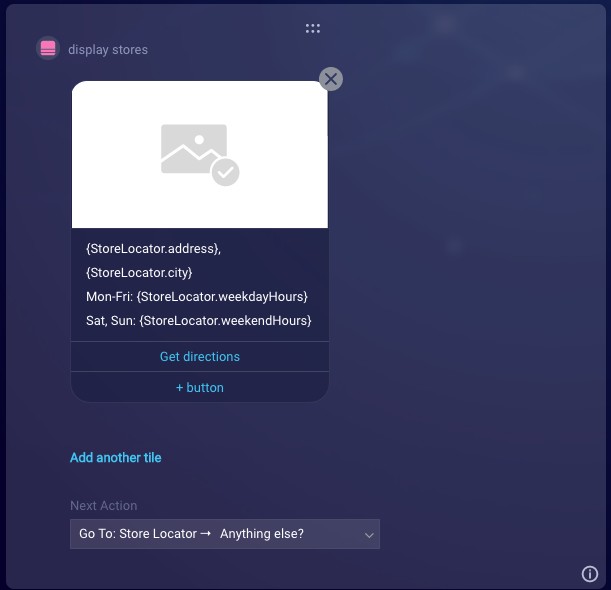 display stores
{StoreLocator.address},
{StoreLocator.city}
Mon-Fri: {StoreLocator.weekdayHours}
Sat, Sun: {StoreLocator.weekendHours}
Get directions
+ button
Add another tile
Next Action
Go To: Store Locator → Anything else?